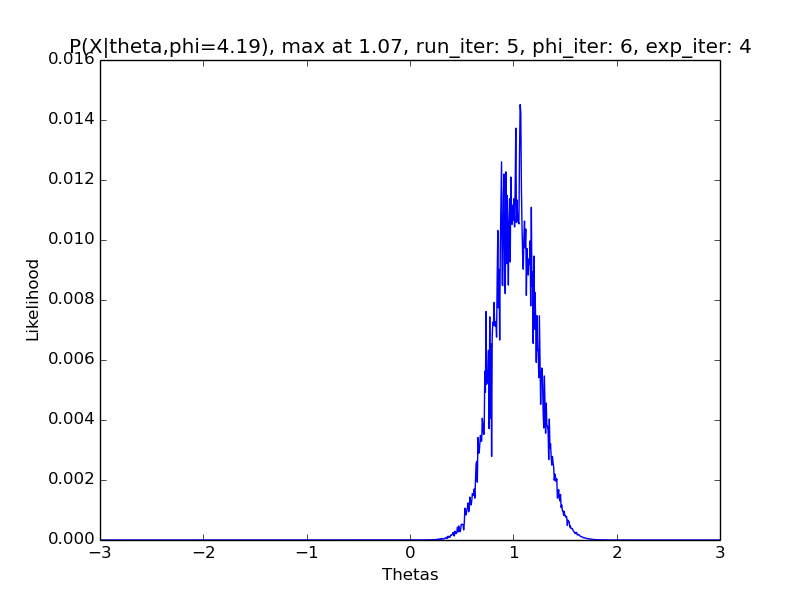 P(X|theta,phi=4.19), max at 1.07, run_iter: 5, phi_iter: 6, exp_iter: 4
0.016
0.014
0.012
0.010
0.008
0.006
0.004
0.002
0.000
Likelihood
−3 −2 −1 0 1 2 3
Thetas